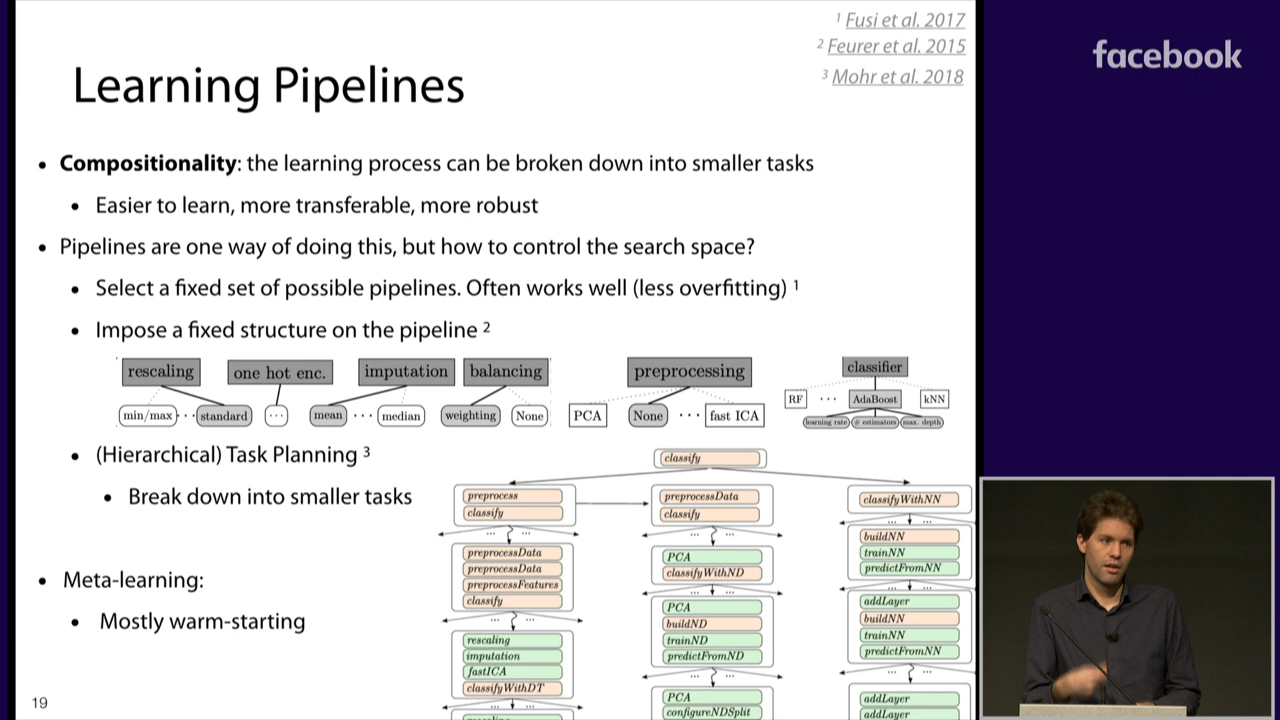 ¹ Fusi et al. 2017
² Feurer et al. 2015
³ Mohr et al. 2018
facebook
Learning Pipelines
• Compositionality: the learning process can be broken down into smaller tasks
• Easier to learn, more transferable, more robust
• Pipelines are one way of doing this, but how to control the search space?
• Select a fixed set of possible pipelines. Often works well (less overfitting) ¹
• Impose a fixed structure on the pipeline ²
rescaling one hot enc. imputation balancing preprocessing classifier
min/max ··· standard ··· mean ··· median weighting None PCA None ··· fast ICA RF ··· AdaBoost kNN
learning rate # estimators max. depth
• (Hierarchical) Task Planning ³
• Break down into smaller tasks
• Meta-learning:
• Mostly warm-starting
classify
preprocess
classify
... ...
preprocessData
preprocessData
preprocessFeatures
classify
... ...
rescaling
imputation
fastICA
classifyWithDT
... ...
preprocessData
classify
... ...
PCA
classifyWithND
... ...
PCA
buildND
trainND
predictFromND
... ...
PCA
configureNDSplit
classifyWithNN
... ...
buildNN
trainNN
predictFromNN
... ...
addLayer
buildNN
trainNN
predictFromNN
... ...
addLayer
addLayer
19